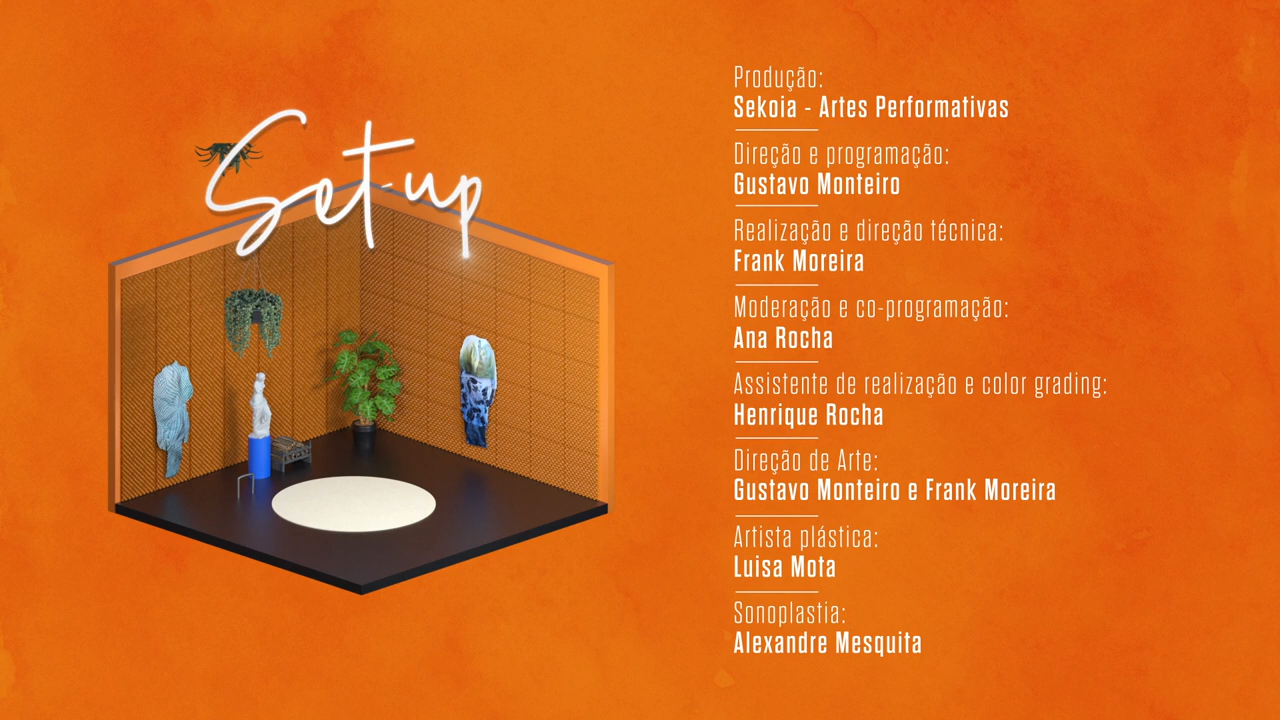 Setup
Produção:
Sekoia - Artes Performativas
Direção e programação:
Gustavo Monteiro
Realização e direção técnica:
Frank Moreira
Moderação e co-programação:
Ana Rocha
Assistente de realização e color grading:
Henrique Rocha
Direção de Arte:
Gustavo Monteiro e Frank Moreira
Artista plástica:
Luisa Mota
Sonoplastia:
Alexandre Mesquita